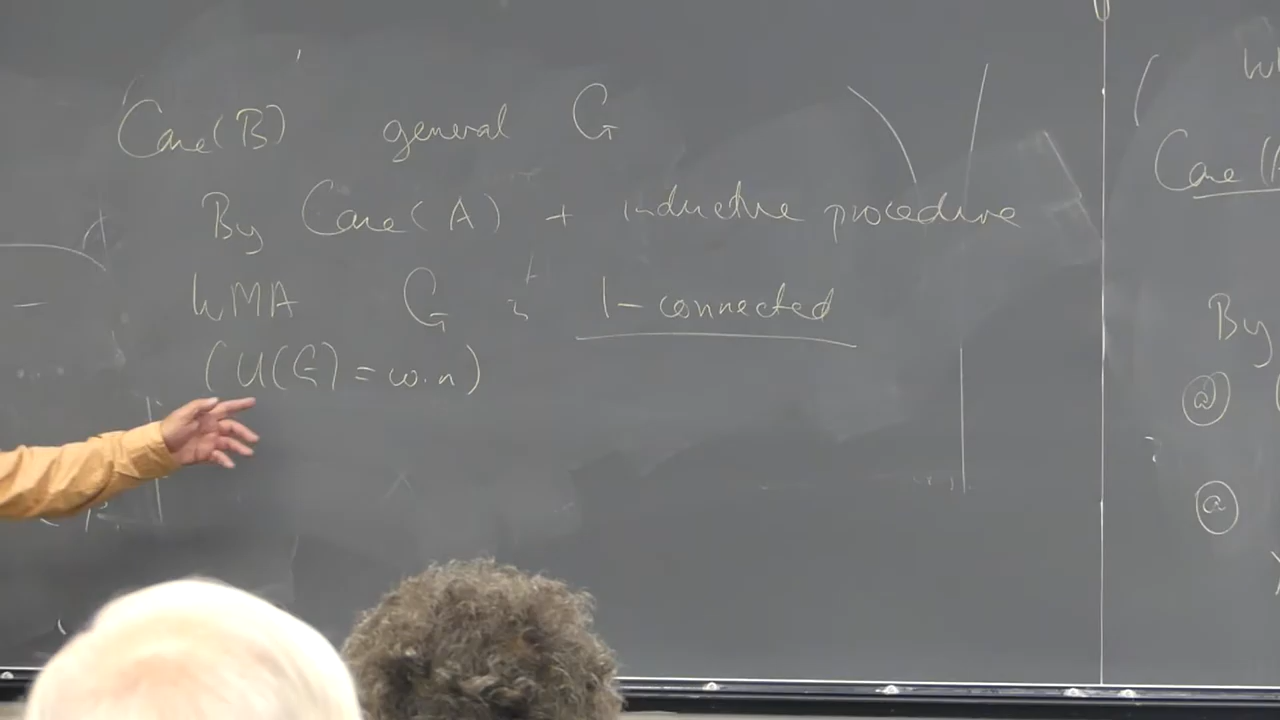 Case(B) general G
By Case(A) + inductive procedure
WMA G is 1-connected
(U(G) = ω·n)
Case (
By
@
@